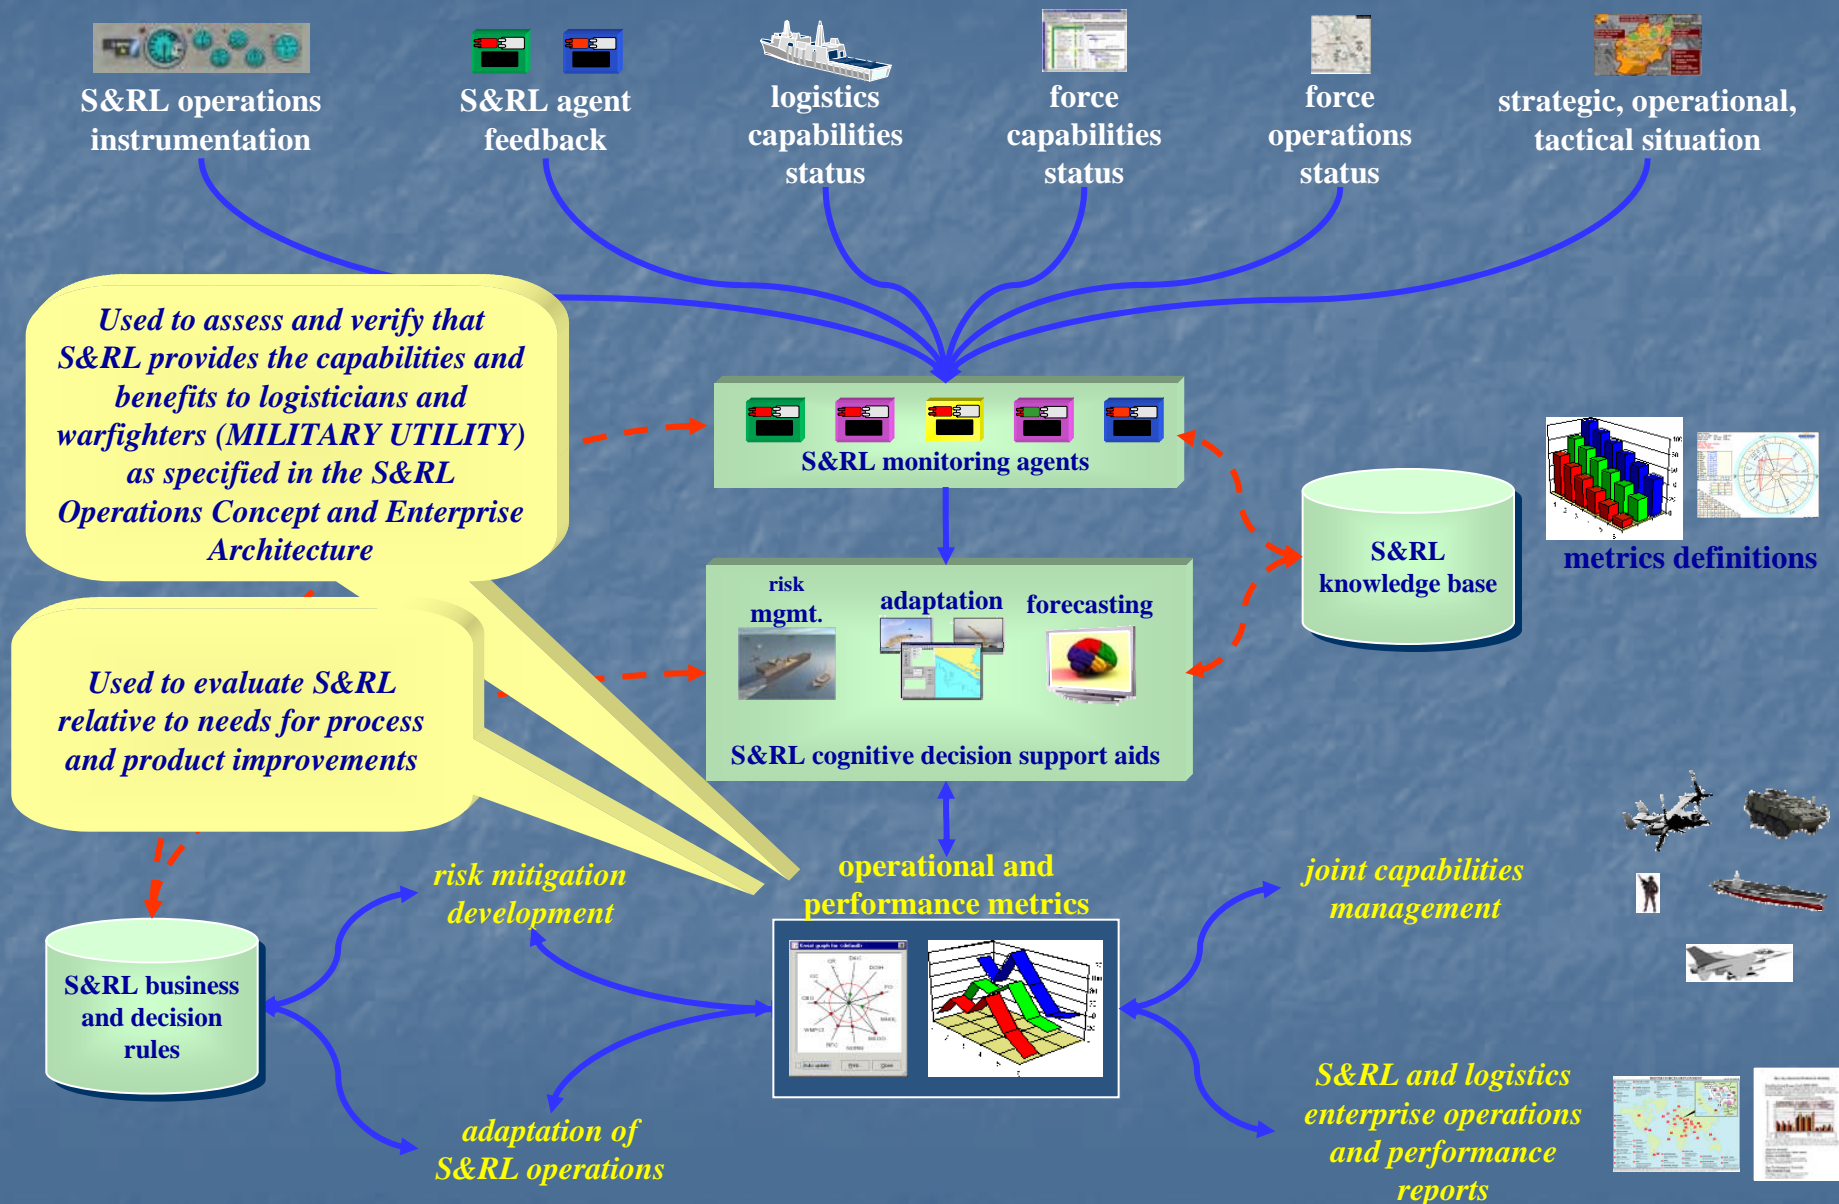 S&RL operations
instrumentation
S&RL agent
feedback
logistics
capabilities
status
force
capabilities
status
force
operations
status
strategic, operational,
tactical situation
Used to assess and verify that
S&RL provides the capabilities and
benefits to logisticians and
warfighters (MILITARY UTILITY)
as specified in the S&RL
Operations Concept and Enterprise
Architecture
S&RL monitoring agents
S&RL
knowledge base
metrics definitions
risk
mgmt.
adaptation
forecasting
S&RL cognitive decision support aids
Used to evaluate S&RL
relative to needs for process
and product improvements
operational and
performance metrics
risk mitigation
development
joint capabilities
management
S&RL business
and decision
rules
adaptation of
S&RL operations
S&RL and logistics
enterprise operations
and performance
reports